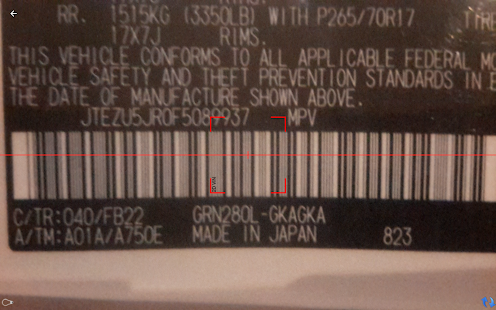 RR. 1515KG (3350LB) WITH P265/70R17
17X7J RIMS.
THIS VEHICLE CONFORMS TO ALL APPLICABLE FEDERAL MO
VEHICLE SAFETY AND THEFT PREVENTION STANDARDS IN E
THE DATE OF MANUFACTURE SHOWN ABOVE.
JTEZU5JR0F5089937 MPV
C/TR:040/FB22 GRN280L-GKAGKA
A/TM:A01A/A750E MADE IN JAPAN 823